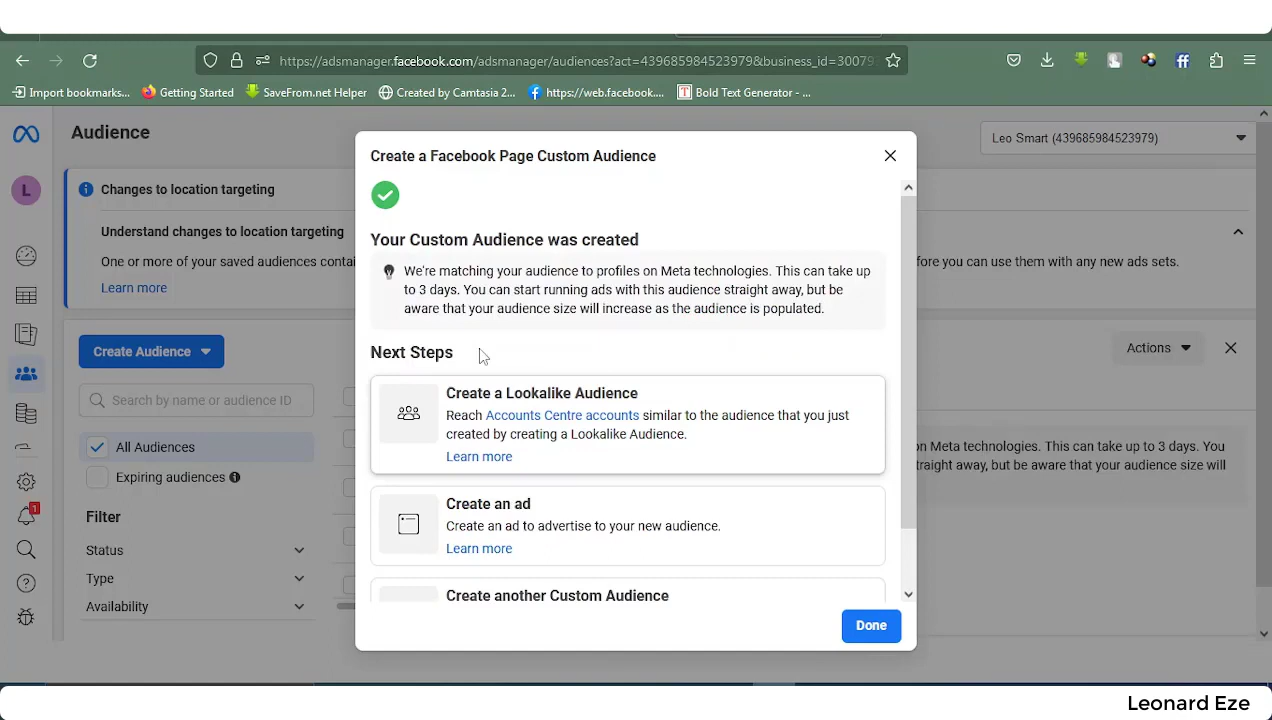 https://adsmanager.facebook.com/adsmanager/audiences?act=439685984523979&business_id=30079
Import bookmarks...
Getting Started
SaveFrom.net Helper
Created by Camtasia 2...
https://web.facebook....
Bold Text Generator - ...
Audience
Leo Smart (439685984523979)
L
Changes to location targeting
Understand changes to location targeting
One or more of your saved audiences contai
fore you can use them with any new ads sets.
Learn more
Create Audience
Search by name or audience ID
All Audiences
Expiring audiences
Filter
Status
Type
Availability
1
Create a Facebook Page Custom Audience
Your Custom Audience was created
We're matching your audience to profiles on Meta technologies. This can take up
to 3 days. You can start running ads with this audience straight away, but be
aware that your audience size will increase as the audience is populated.
Next Steps
Create a Lookalike Audience
Reach Accounts Centre accounts similar to the audience that you just
created by creating a Lookalike Audience.
Learn more
Create an ad
Create an ad to advertise to your new audience.
Learn more
Create another Custom Audience
Done
Actions
on Meta technologies. This can take up to 3 days. You
traight away, but be aware that your audience size will
Leonard Eze